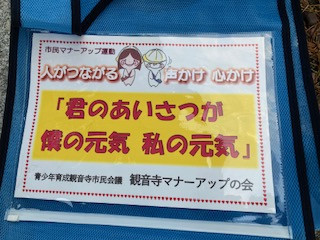 市民マナーアップ運動
人がつながる 声かけ 心かけ
「君のあいさつが
僕の元気 私の元気」
青少年育成観音寺市民会議 観音寺マナーアップの会